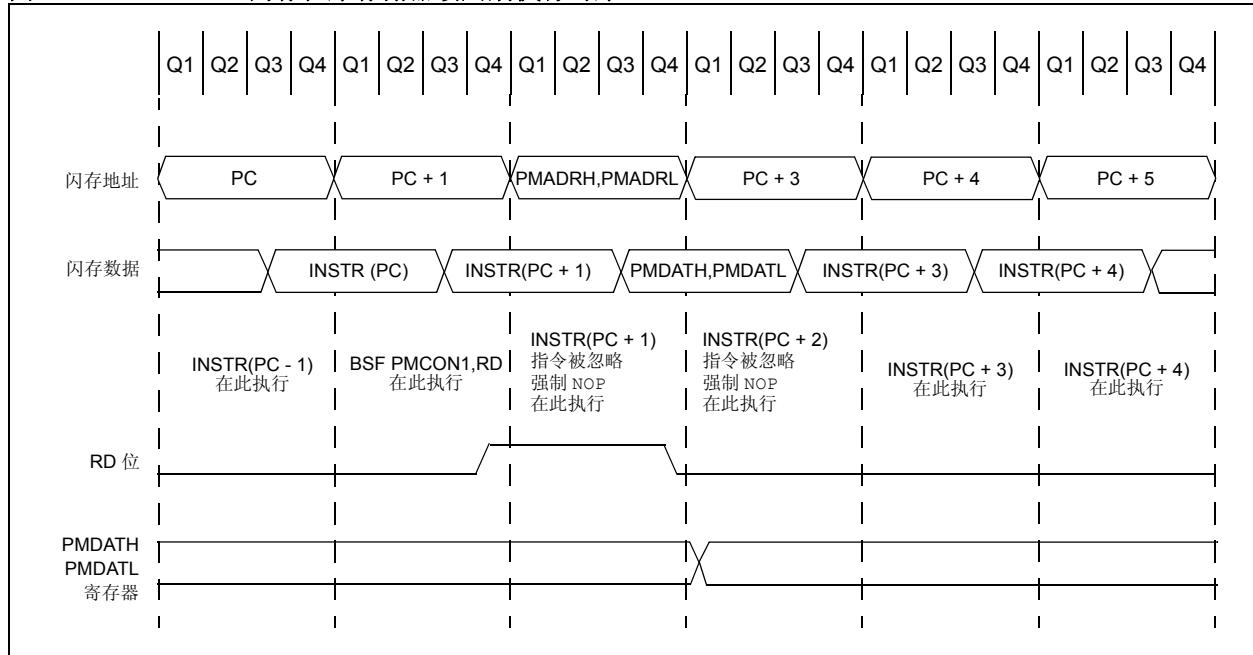 Q1 Q2 Q3 Q4 Q1 Q2 Q3 Q4 Q1 Q2 Q3 Q4 Q1 Q2 Q3 Q4 Q1 Q2 Q3 Q4 Q1 Q2 Q3 Q4
闪存地址 PC PC + 1 PMADRH,PMADRL PC + 3 PC + 4 PC + 5
闪存数据 INSTR (PC) INSTR(PC + 1) PMDATH,PMDATL INSTR(PC + 3) INSTR(PC + 4)
INSTR(PC - 1)
在此执行
BSF PMCON1,RD
在此执行
INSTR(PC + 1)
指令被忽略
强制 NOP
在此执行
INSTR(PC + 2)
指令被忽略
强制 NOP
在此执行
INSTR(PC + 3)
在此执行
INSTR(PC + 4)
在此执行
RD 位
PMDATH
PMDATL
寄存器